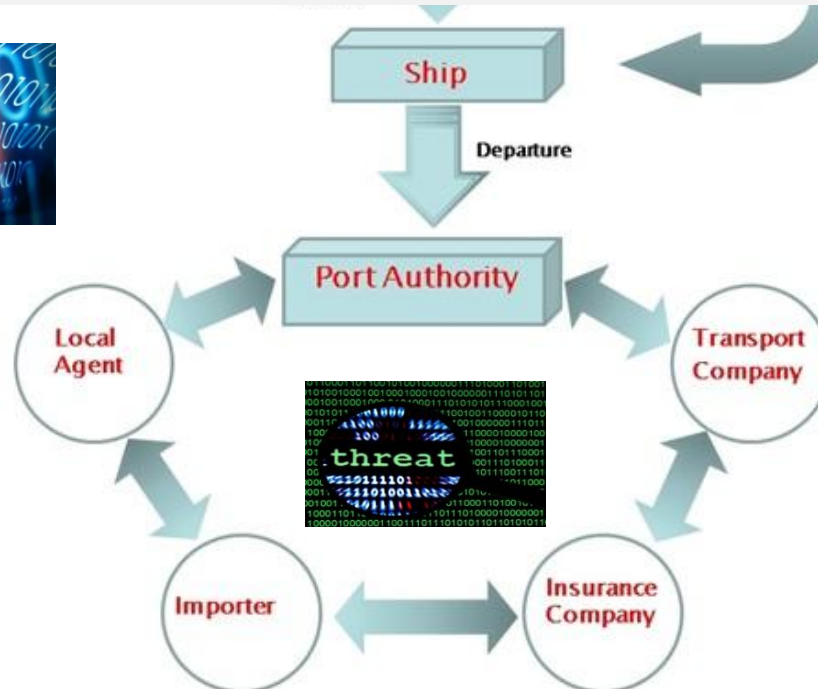 Ship
Departure
Port Authority
Local
Agent
Transport
Company
threat
Importer
Insurance
Company